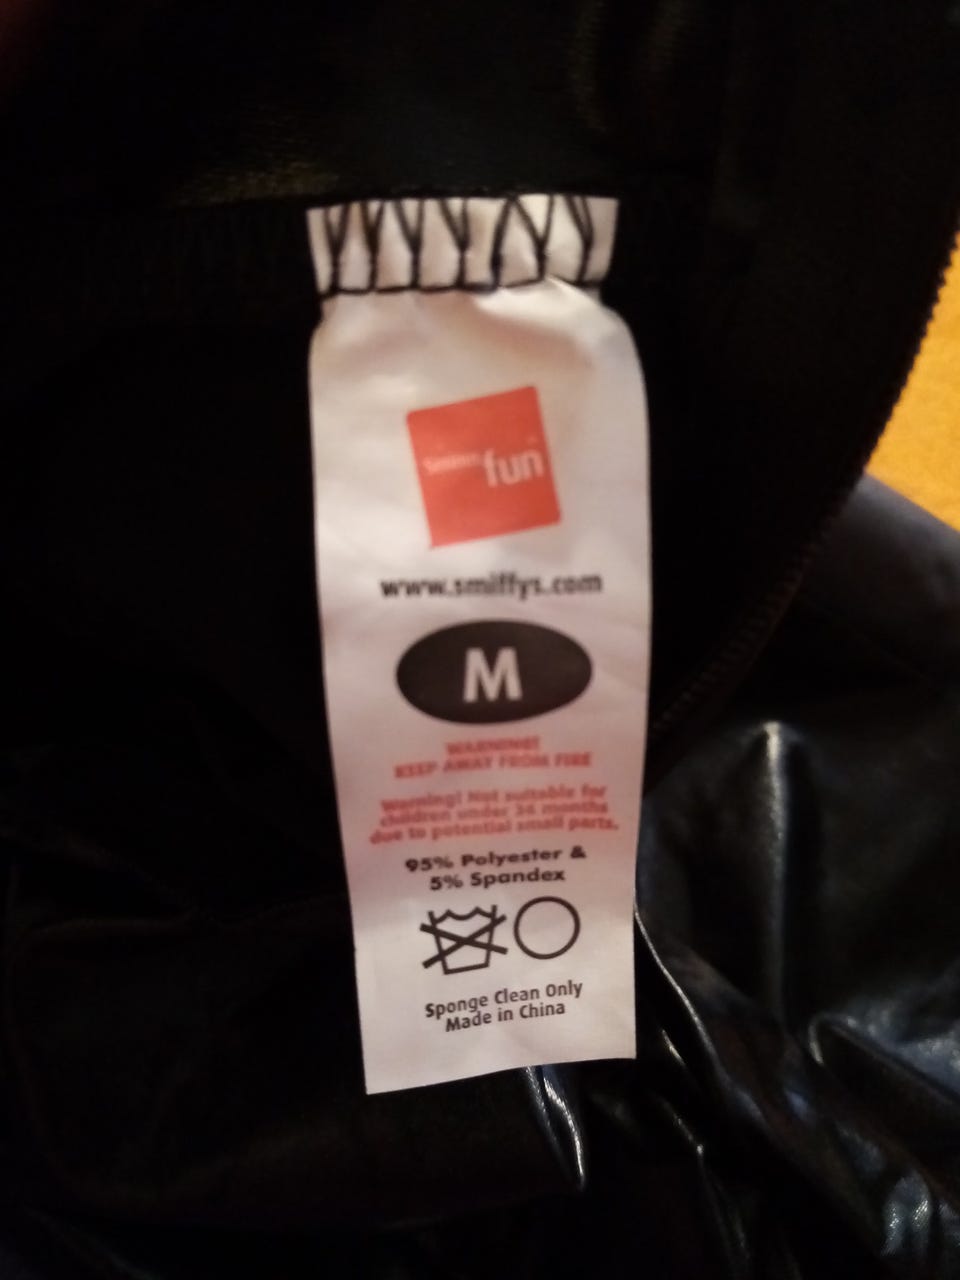 fun
www.smiffys.com
M
WARNING!
KEEP AWAY FROM FIRE
Warning! Not suitable for
children under 36 months
due to potential small parts.
95% Polyester &
5% Spandex
Sponge Clean Only
Made in China